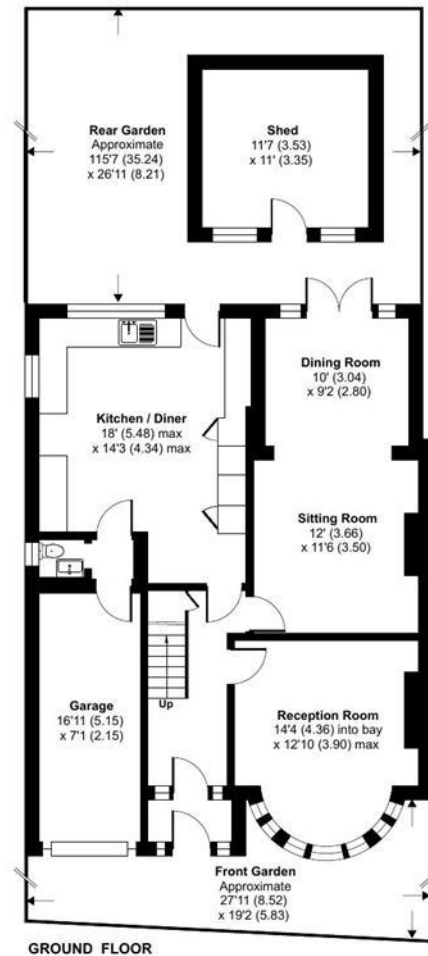 Rear Garden
Approximate
115'7 (35.24)
x 26'11 (8.21)
Shed
11'7 (3.53)
x 11' (3.35)
Dining Room
10' (3.04)
x 9'2 (2.80)
Kitchen / Diner
18' (5.48) max
x 14'3 (4.34) max
Sitting Room
12' (3.66)
x 11'6 (3.50)
Up
Garage
16'11 (5.15)
x 7'1 (2.15)
Reception Room
14'4 (4.36) into bay
x 12'10 (3.90) max
Front Garden
Approximate
27'11 (8.52)
x 19'2 (5.83)
GROUND FLOOR